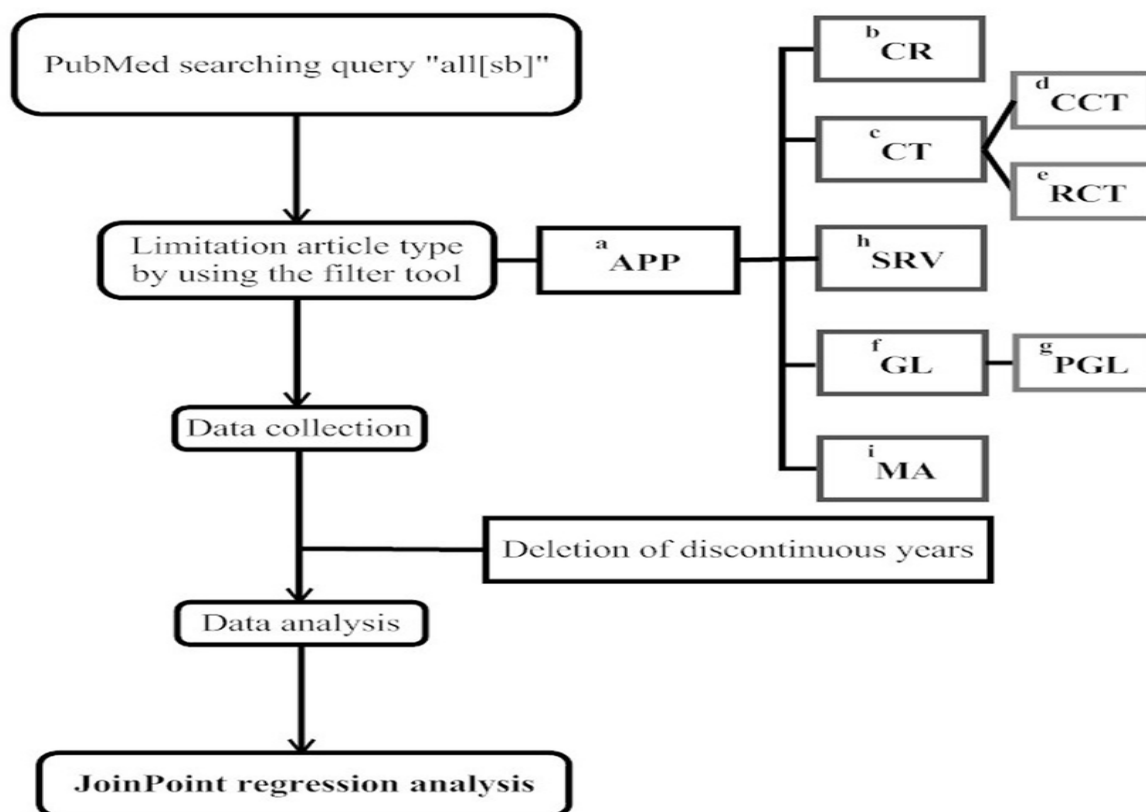 PubMed searching query "all[sb]"
Limitation article type
by using the filter tool
a APP
b CR
c CT
d CCT
e RCT
h SRV
f GL
g PGL
i MA
Data collection
Deletion of discontinuous years
Data analysis
JoinPoint regression analysis